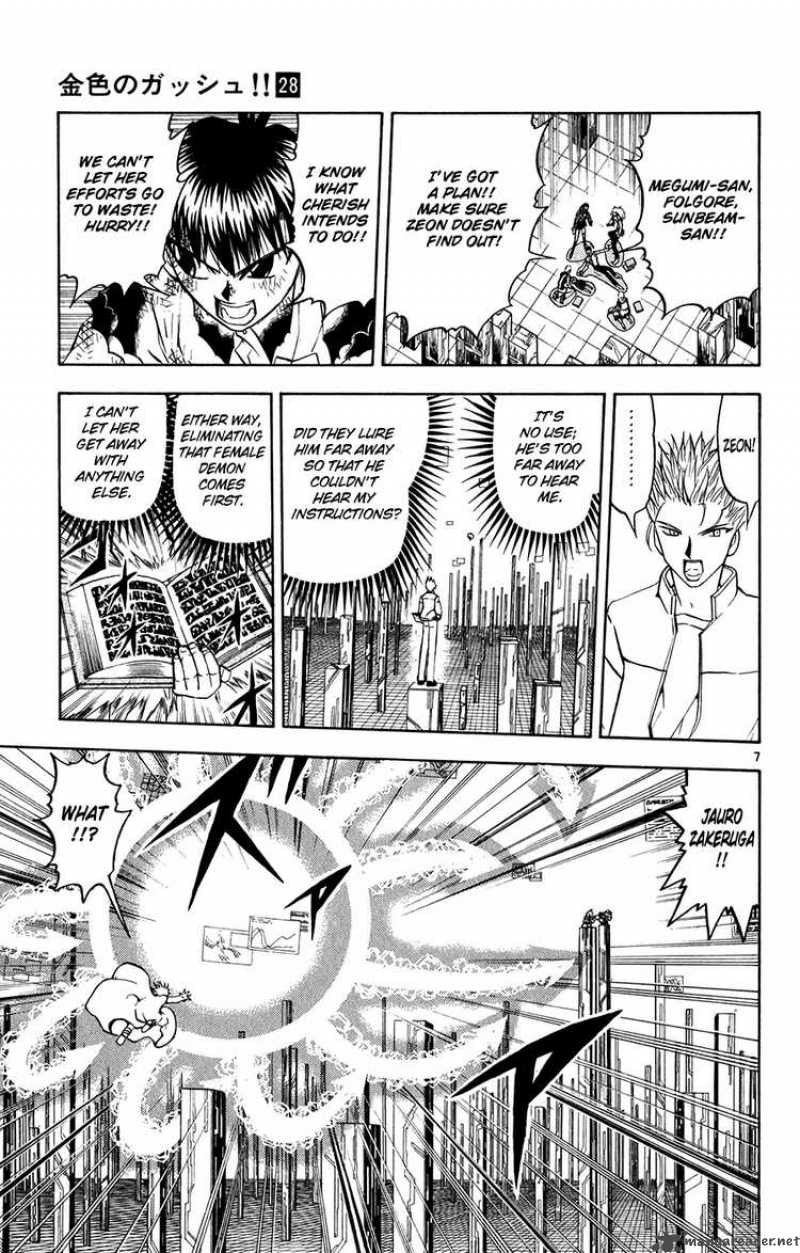 金色のガッシュ!! 28
MEGUMI-SAN,
FOLGORE,
SUNBEAM-
SAN!!
I'VE GOT
A PLAN!!
MAKE SURE
ZEON DOESN'T
FIND OUT!
I KNOW
WHAT
CHERISH
INTENDS
TO DO!!
WE CAN'T
LET HER
EFFORTS GO
TO WASTE!
HURRY!!
ZEON!
......
IT'S
NO USE;
HE'S TOO
FAR AWAY
TO HEAR
ME.
DID THEY LURE
HIM FAR AWAY
SO THAT HE
COULDN'T
HEAR MY
INSTRUCTIONS?
EITHER WAY,
ELIMINATING
THAT FEMALE
DEMON
COMES
FIRST.
I CAN'T
LET HER
GET AWAY
WITH
ANYTHING
ELSE.
7
JAURO
ZAKERUGA
!!
WHAT
!!?
mangareader.net